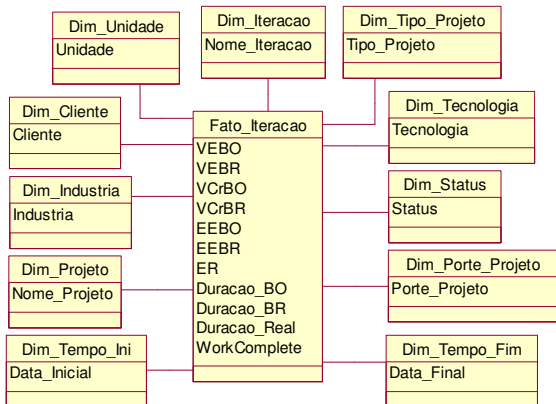 Dim_Unidade
Unidade
Dim_Iteracao
Nome_Iteracao
Dim_Tipo_Projeto
Tipo_Projeto
Dim_Cliente
Cliente
Fato_Iteracao
VEBO
VEBR
VCrBO
VCrBR
EEBO
EEBR
ER
Duracao_BO
Duracao_BR
Duracao_Real
WorkComplete
Dim_Tecnologia
Tecnologia
Dim_Industria
Industria
Dim_Status
Status
Dim_Projeto
Nome_Projeto
Dim_Porte_Projeto
Porte_Projeto
Dim_Tempo_Ini
Data_Inicial
Dim_Tempo_Fim
Data_Final